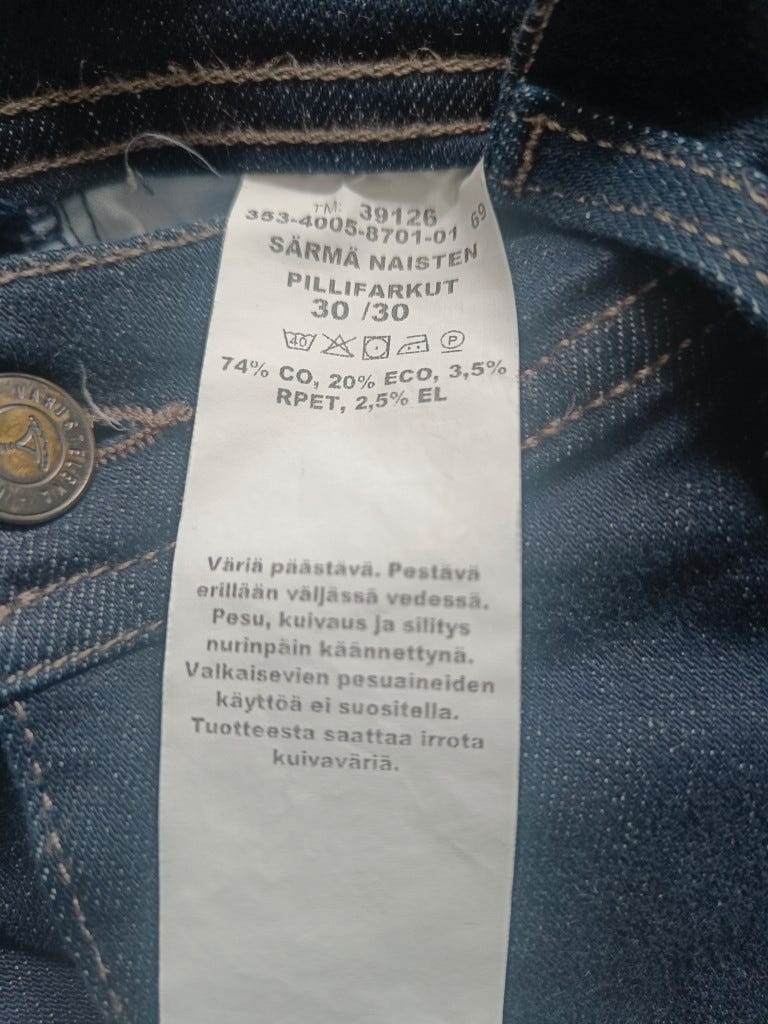 TM: 39126
353-4005-8701-01 69
SÄRMÄ NAISTEN
PILLIFARKUT
30 /30
40 P
74% CO, 20% ECO, 3,5%
RPET, 2,5% EL
Väriä päästävä. Pestävä
erillään väljässä vedessä.
Pesu, kuivaus ja silitys
nurinpäin käännettynä.
Valkaisevien pesuaineiden
käyttöä ei suositella.
Tuotteesta saattaa irrota
kuivaväriä.
VARUSTELEKA